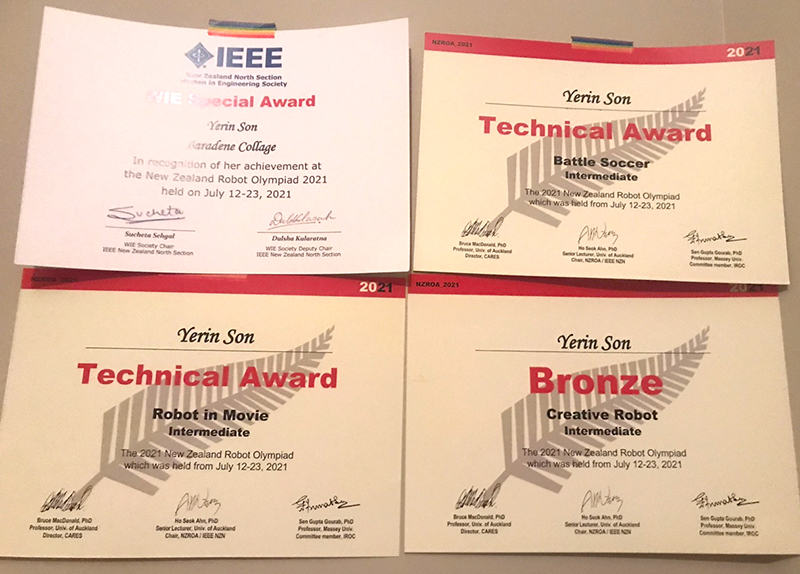 IEEE
New Zealand North Section
Women in Engineering Society
WIE Special Award
Yerin Son
Baradene Collage
In recognition of her achievement at
the New Zealand Robot Olympiad 2021
held on July 12-23, 2021
Sucheta
Sucheta Sehgal
WIE Society Chair
IEEE New Zealand North Section
Dulsha Kularatna
WIE Society Deputy Chair
IEEE New Zealand North Section
NZROA 2021
2021
Yerin Son
Technical Award
Battle Soccer
Intermediate
The 2021 New Zealand Robot Olympiad
which was held from July 12-23, 2021
Bruce MacDonald, PhD
Professor, Univ. of Auckland
Director, CARES
Ho Seok Ahn, PhD
Senior Lecturer, Univ. of Auckland
Chair, NZROA / IEEE NZN
Sen Gupta Gourab, PhD
Professor, Massey Univ.
Committee member, IROC
NZROA 2021
2021
Yerin Son
Technical Award
Robot in Movie
Intermediate
The 2021 New Zealand Robot Olympiad
which was held from July 12-23, 2021
Bruce MacDonald, PhD
Professor, Univ. of Auckland
Director, CARES
Ho Seok Ahn, PhD
Senior Lecturer, Univ. of Auckland
Chair, NZROA / IEEE NZN
Sen Gupta Gourab, PhD
Professor, Massey Univ.
Committee member, IROC
NZROA 2021
2021
Yerin Son
Bronze
Creative Robot
Intermediate
The 2021 New Zealand Robot Olympiad
which was held from July 12-23, 2021
Bruce MacDonald, PhD
Professor, Univ. of Auckland
Director, CARES
Ho Seok Ahn, PhD
Senior Lecturer, Univ. of Auckland
Chair, NZROA / IEEE NZN
Sen Gupta Gourab, PhD
Professor, Massey Univ.
Committee member, IROC